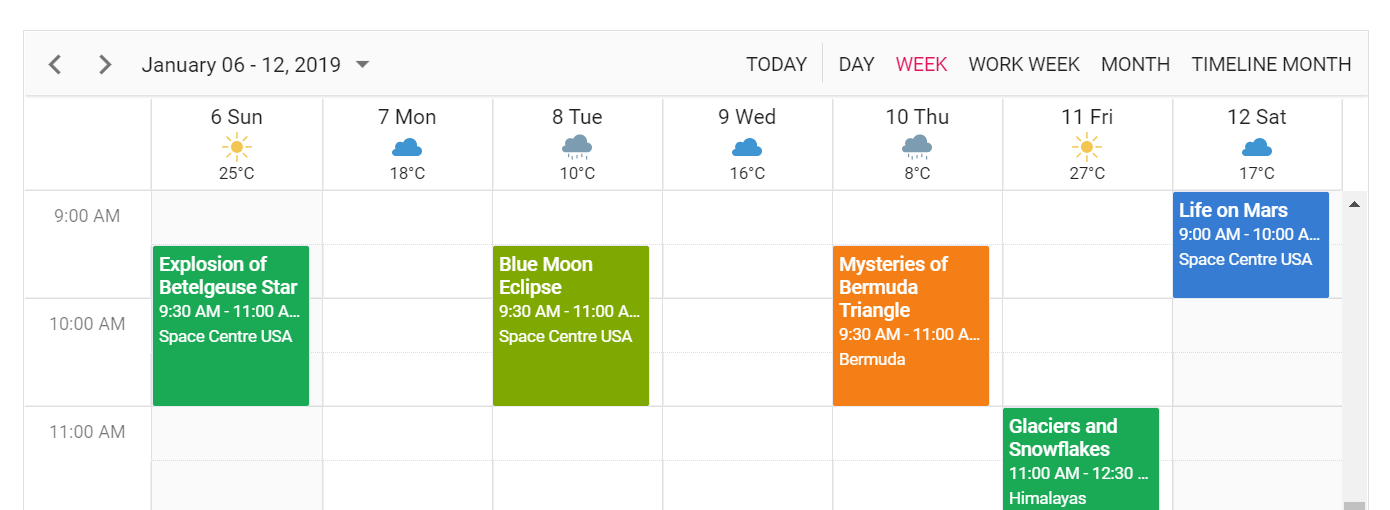 January 06 - 12, 2019
TODAY
DAY
WEEK
WORK WEEK
MONTH
TIMELINE MONTH
6 Sun
25°C
7 Mon
18°C
8 Tue
10°C
9 Wed
16°C
10 Thu
8°C
11 Fri
27°C
12 Sat
17°C
9:00 AM
10:00 AM
11:00 AM
Explosion of
Betelgeuse Star
9:30 AM - 11:00 A...
Space Centre USA
Blue Moon
Eclipse
9:30 AM - 11:00 A...
Space Centre USA
Mysteries of
Bermuda
Triangle
9:30 AM - 11:00 A...
Bermuda
Glaciers and
Snowflakes
11:00 AM - 12:30 ...
Himalayas
Life on Mars
9:00 AM - 10:00 A...
Space Centre USA